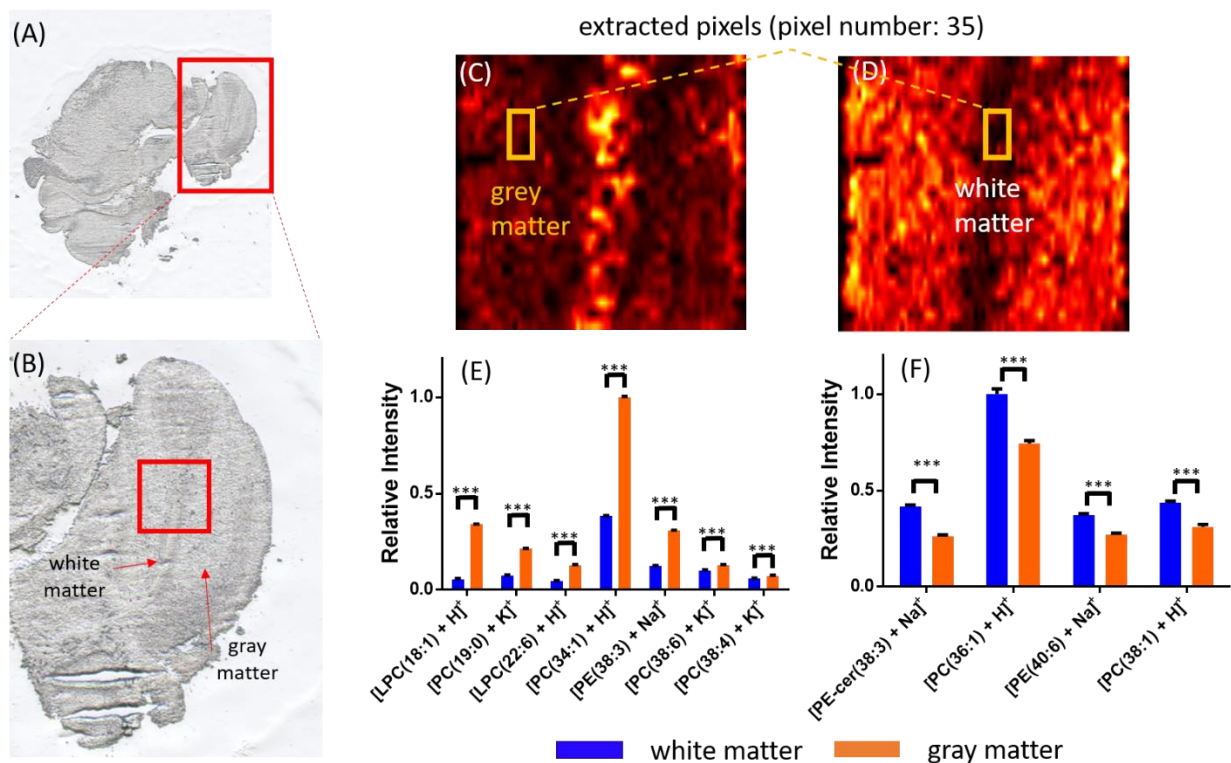 (A)
(B)
white
matter
gray
matter
extracted pixels (pixel number: 35)
(C)
grey
matter
(D)
white
matter
(E)
Relative Intensity
1.0
0.5
0.0
***
***
***
***
***
***
***
[LPC(18:1) + H]⁺
[PC(19:0) + K]⁺
[LPC(22:6) + H]⁺
[PC(34:1) + H]⁺
[PE(38:3) + Na]⁺
[PC(38:6) + K]⁺
[PC(38:4) + K]⁺
(F)
Relative Intensity
1.0
0.5
0.0
***
***
***
***
[PE-cer(38:3) + Na]⁺
[PC(36:1) + H]⁺
[PE(40:6) + Na]⁺
[PC(38:1) + H]⁺
white matter
gray matter